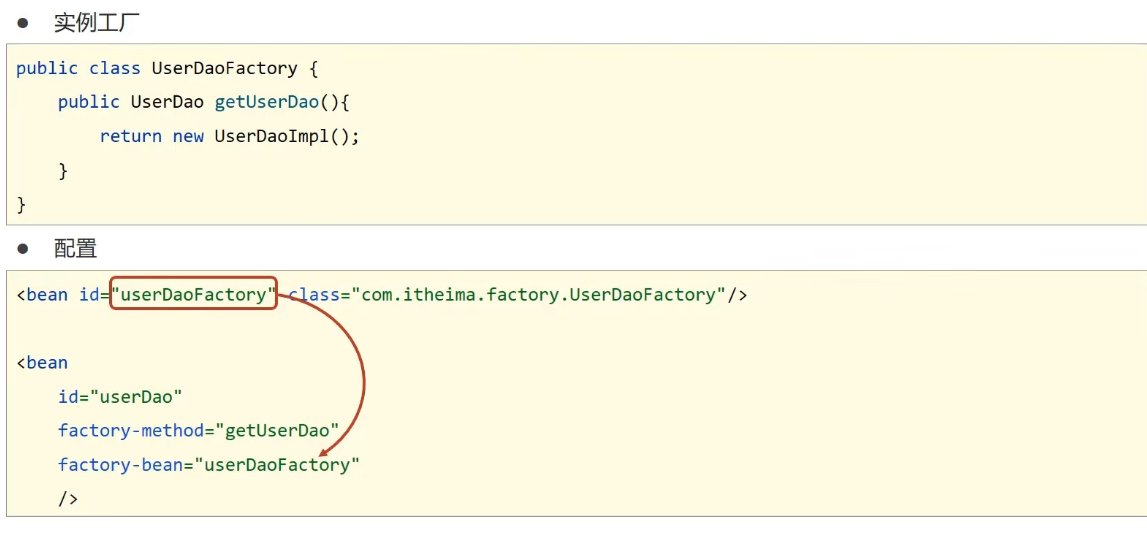 ● 实例工厂
public class UserDaoFactory {
    public UserDao getUserDao(){
        return new UserDaoImpl();
    }
}
● 配置
<bean id="userDaoFactory" class="com.itheima.factory.UserDaoFactory"/>
<bean
    id="userDao"
    factory-method="getUserDao"
    factory-bean="userDaoFactory"
    />